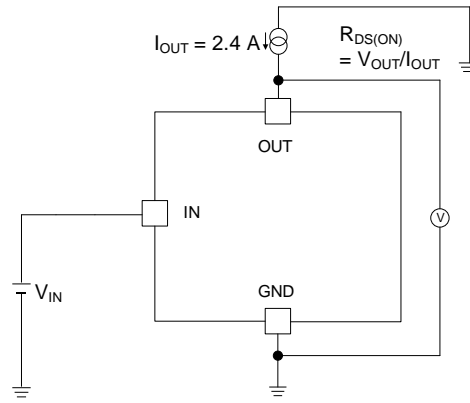 I_OUT = 2.4 A
R_DS(ON)
= V_OUT/I_OUT
OUT
IN
V
V_IN
GND